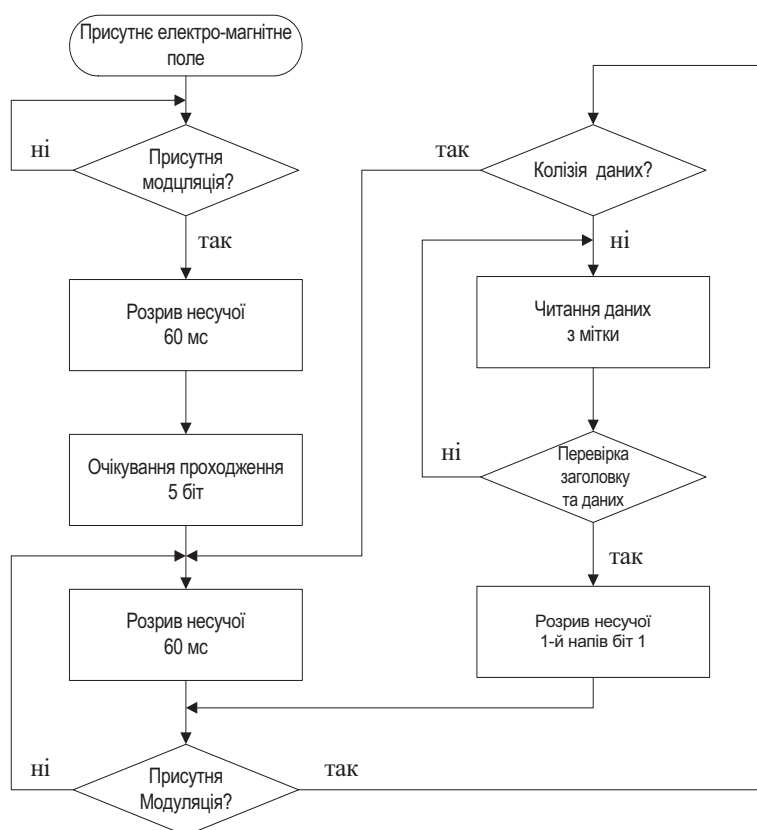 Присутнє електро-магнітне
поле
ні
Присутня
модцляція?
так
Розрив несучої
60 мс
Очікування проходження
5 біт
Розрив несучої
60 мс
ні
Присутня
Модуляція?
так
так
Колізія даних?
ні
Читання даних
з мітки
ні
Перевірка
заголовку
та даних
так
Розрив несучої
1-й напів біт 1